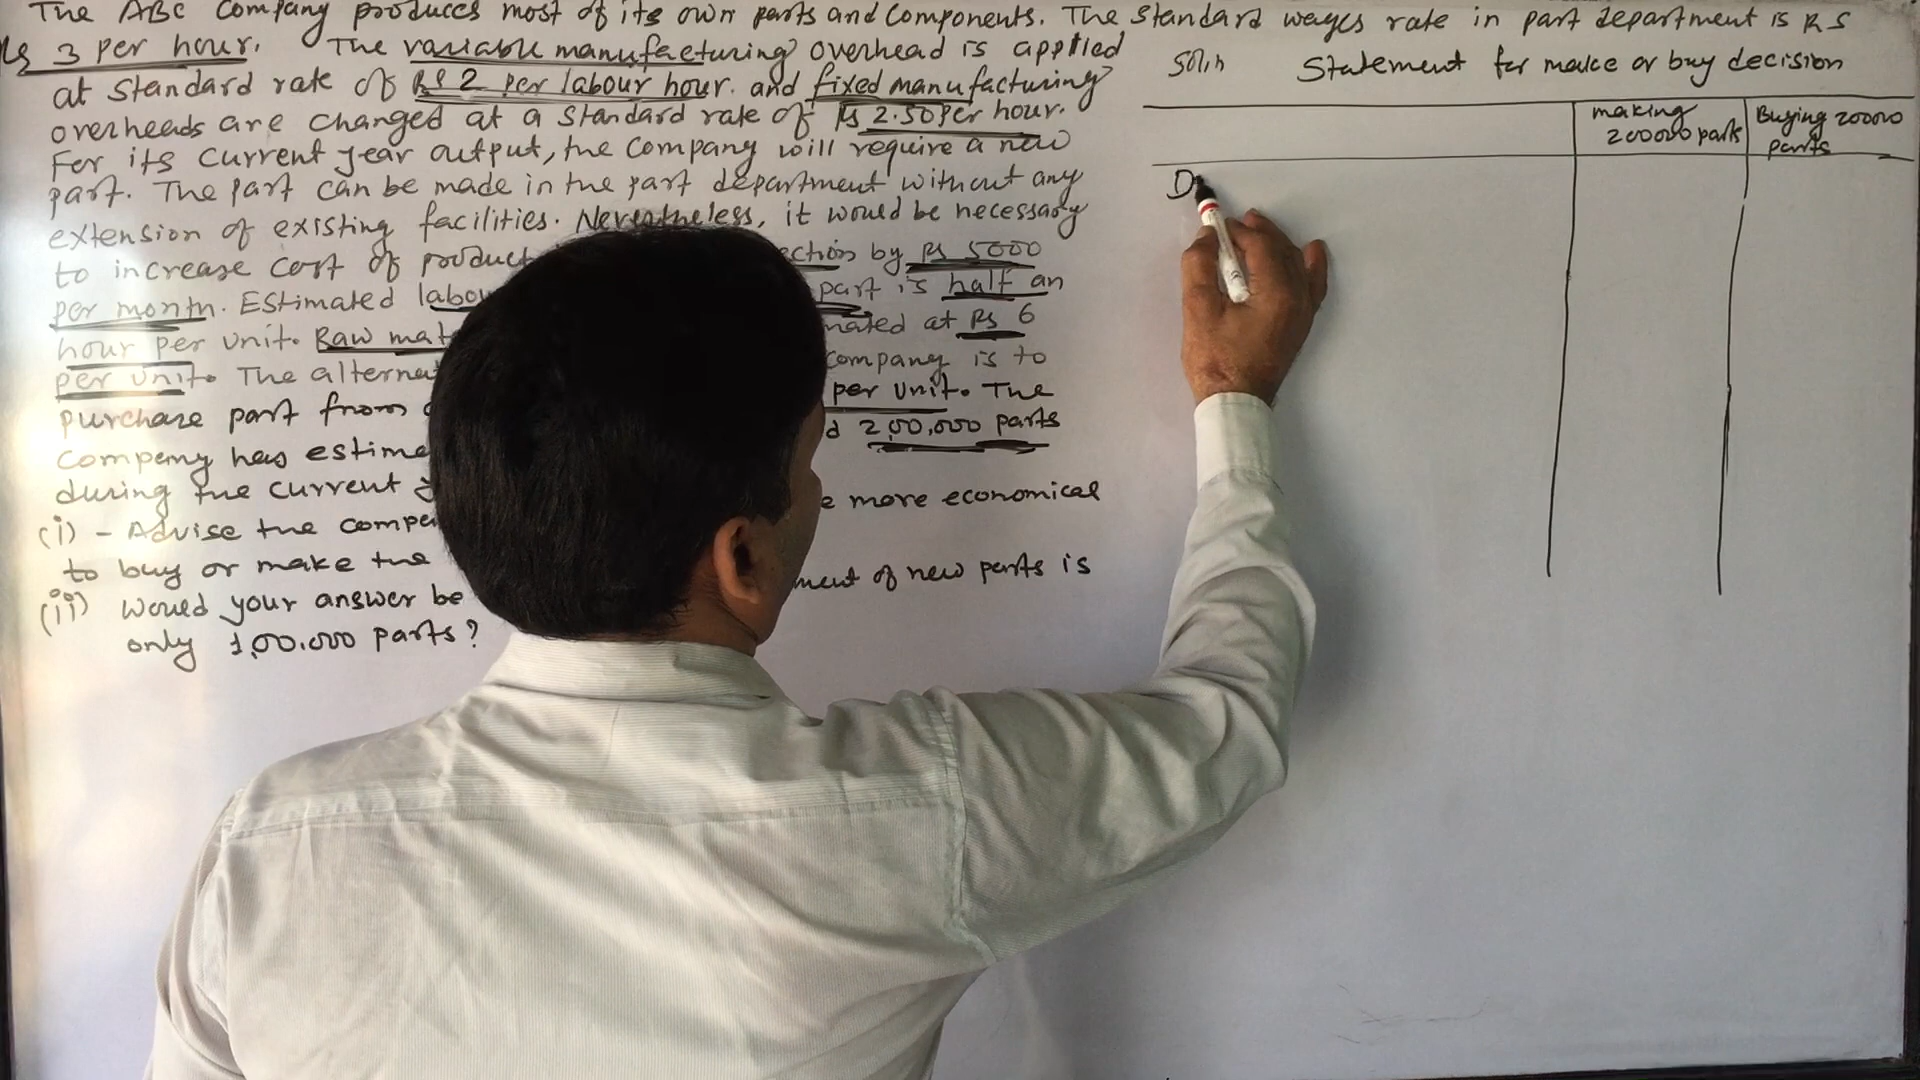 The ABC Company produces most of its own parts and components. The standard wages rate in part department is RS
Rs 3 per hour. The variable manufacturing overhead is applied
at standard rate of Rs 2 per labour hour. and fixed manufacturing
overheads are changed at a standard rate of Rs 2.50 per hour.
For its current year output, the company will require a new
part. The part can be made in the part department without any
extension of existing facilities. Nevertheless, it would be necessary
to increase cost of product ection by Rs 5000
per month. Estimated labou part is half an
hour per unit. Raw mat mated at Rs 6
per unit. The alternat company is to
purchase part from per unit. The
company has estima d 2,00,000 parts
during the current
(i) - Advise the compa e more economical
to buy or make the
(ii) Would your answer be ment of new parts is
only 1,00,000 parts?
Soln Statement for make or buy decision
making 200000 parts
Buying 200000 parts
D